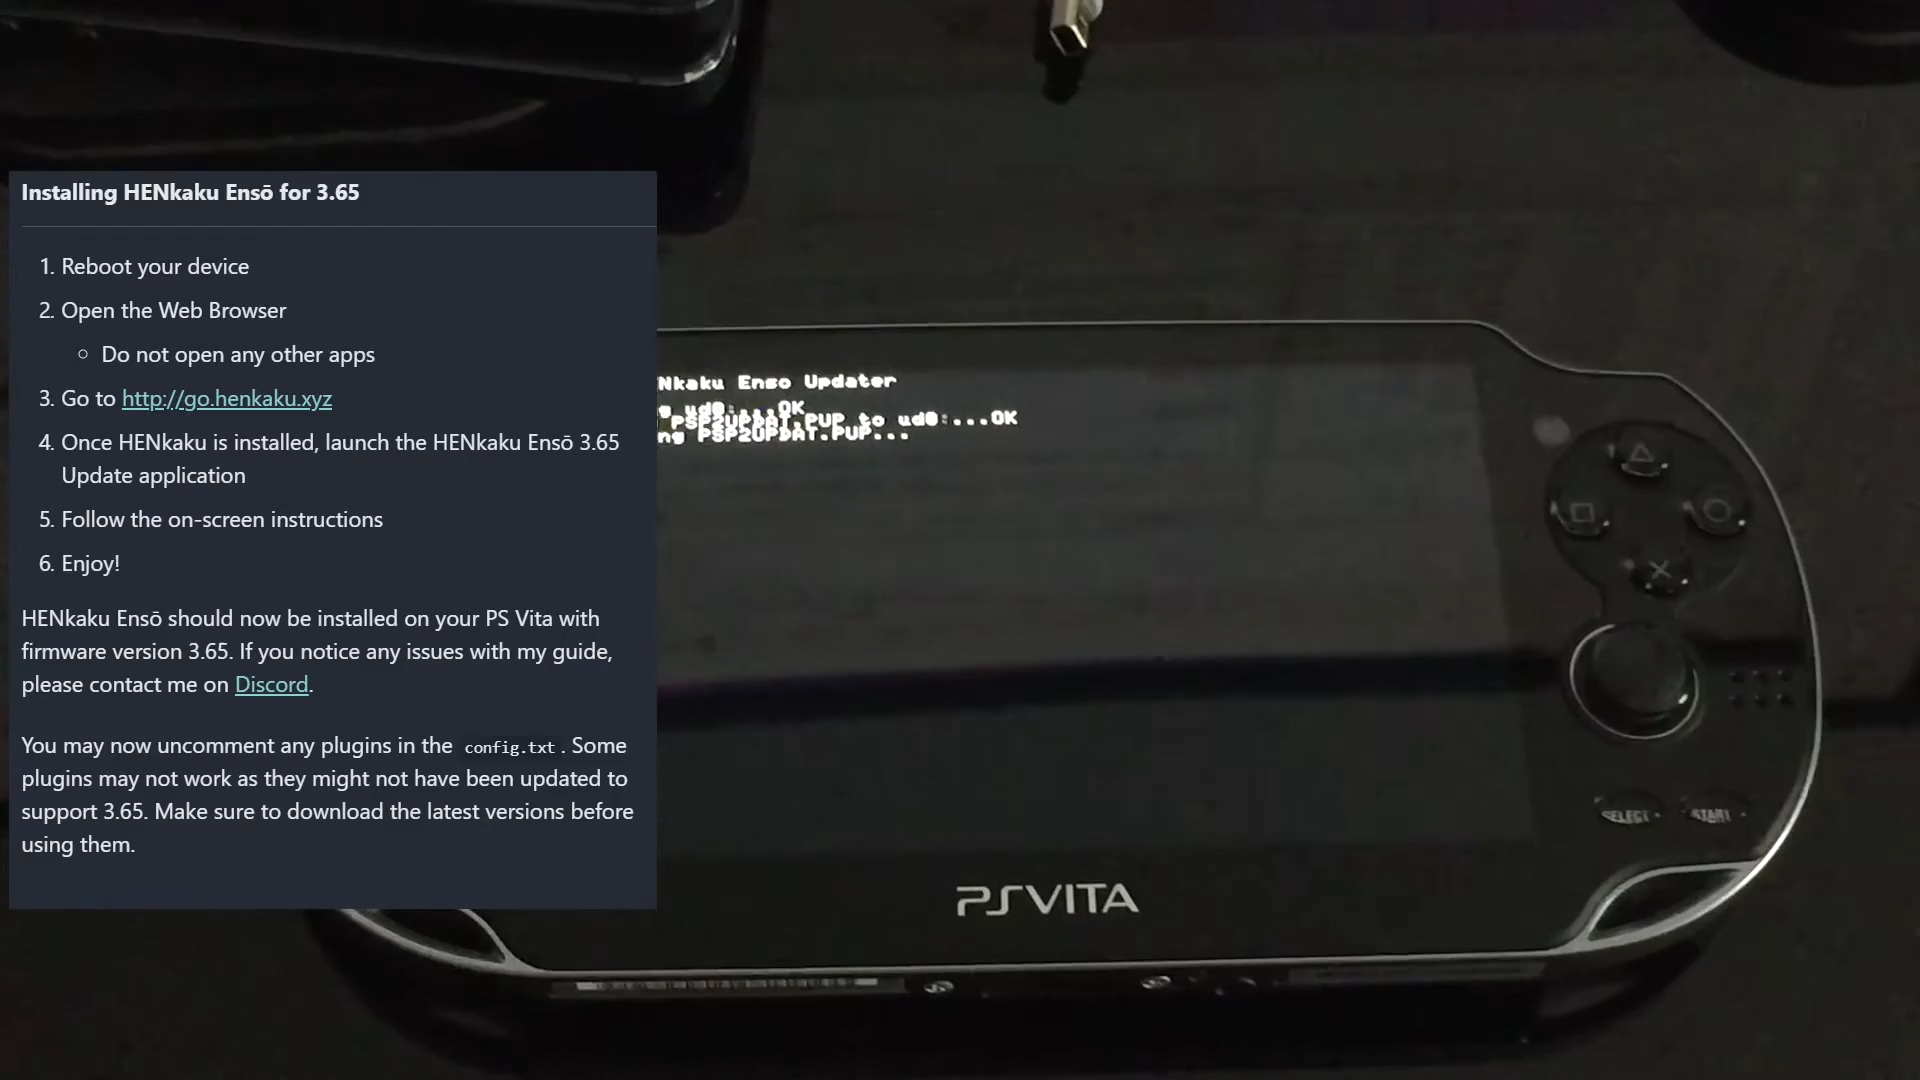 Installing HENkaku Ensō for 3.65
1. Reboot your device
2. Open the Web Browser
○ Do not open any other apps
3. Go to http://go.henkaku.xyz
4. Once HENkaku is installed, launch the HENkaku Ensō 3.65
Update application
5. Follow the on-screen instructions
6. Enjoy!
HENkaku Ensō should now be installed on your PS Vita with
firmware version 3.65. If you notice any issues with my guide,
please contact me on Discord.
You may now uncomment any plugins in the config.txt. Some
plugins may not work as they might not have been updated to
support 3.65. Make sure to download the latest versions before
using them.
Nkaku Enso Updater
g ud0:...OK
PSP2UPDAT.PUP to ud0:...OK
ng PSP2UPDAT.PUP...
SELECT
START
PSVITA